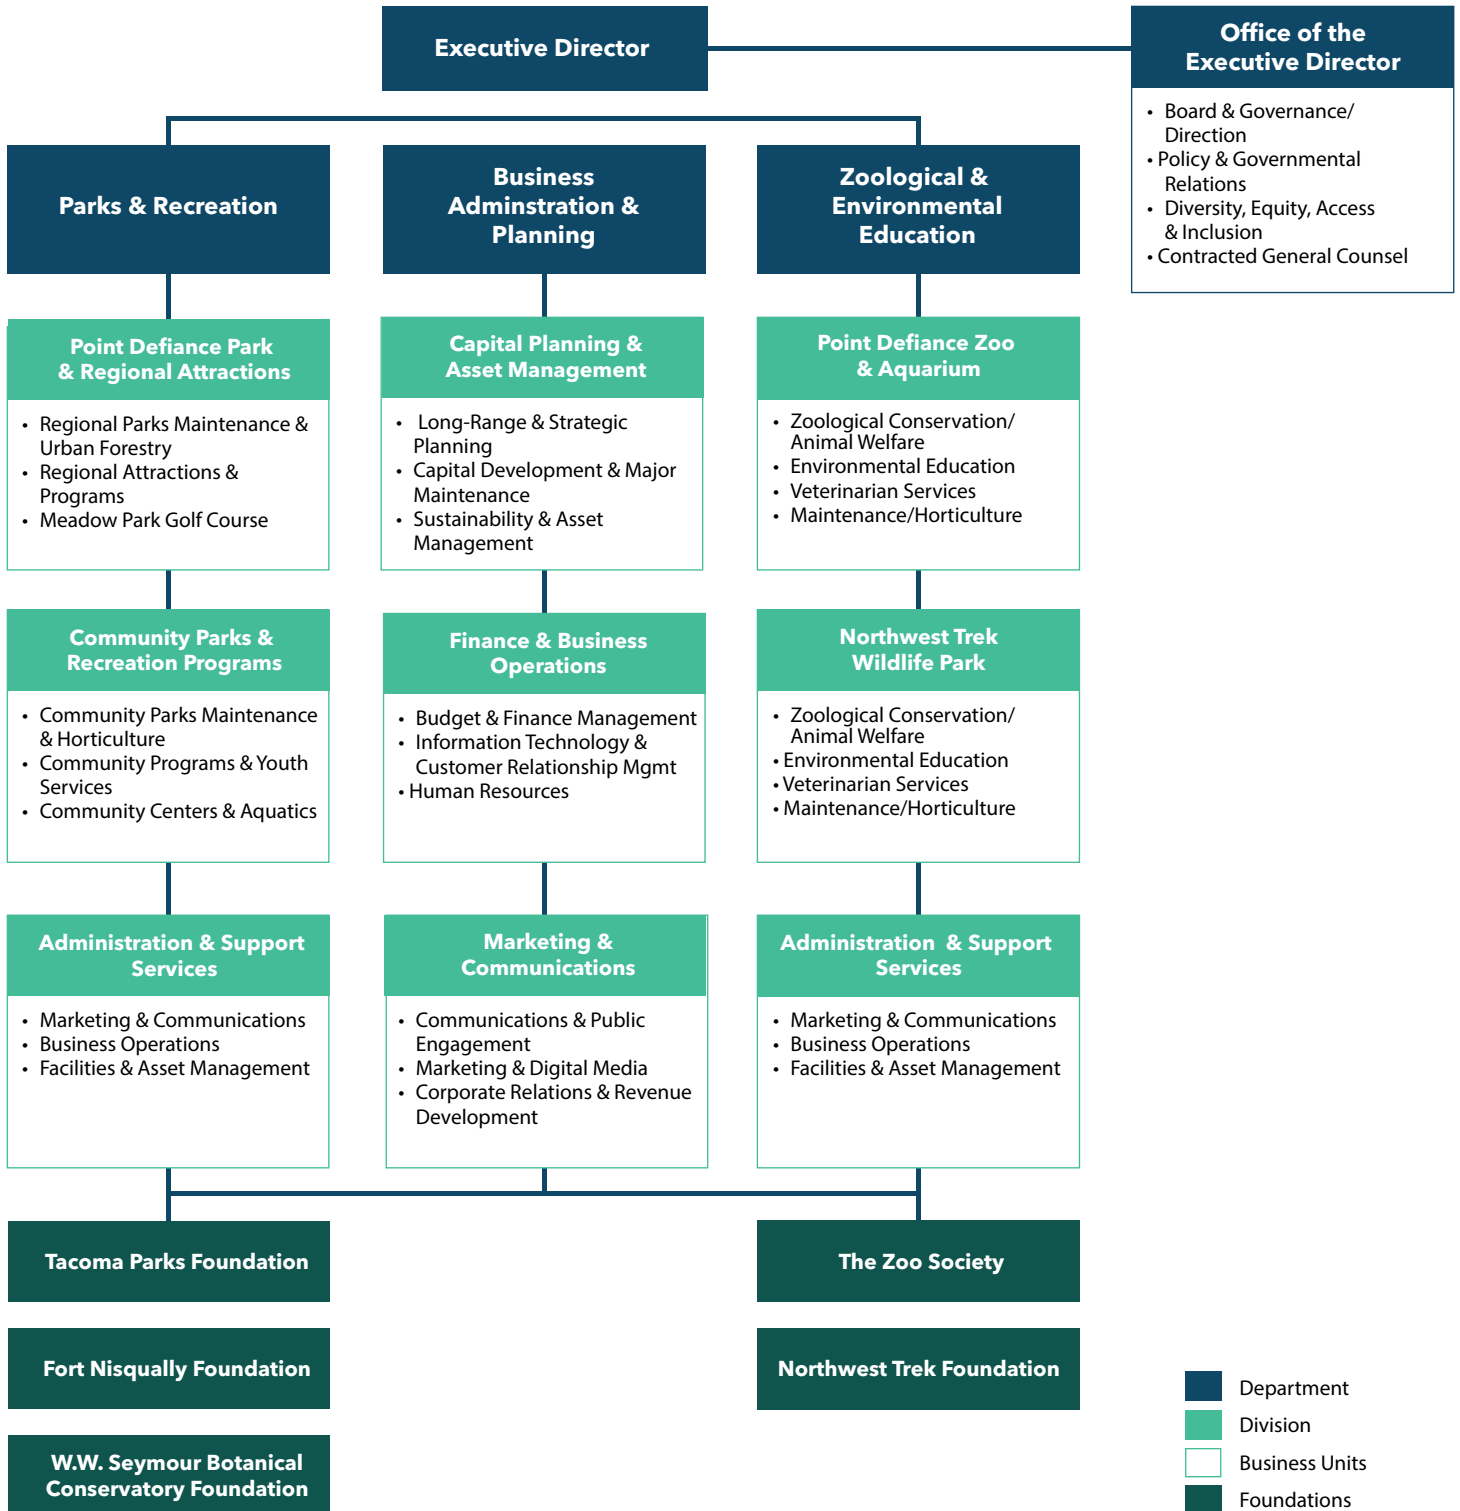 Executive Director
Office of the
Executive Director
• Board & Governance/
Direction
• Policy & Governmental
Relations
• Diversity, Equity, Access
& Inclusion
• Contracted General Counsel
Parks & Recreation
Business
Adminstration &
Planning
Zoological &
Environmental
Education
Point Defiance Park
& Regional Attractions
• Regional Parks Maintenance &
Urban Forestry
• Regional Attractions &
Programs
• Meadow Park Golf Course
Capital Planning &
Asset Management
• Long-Range & Strategic
Planning
• Capital Development & Major
Maintenance
• Sustainability & Asset
Management
Point Defiance Zoo
& Aquarium
• Zoological Conservation/
Animal Welfare
• Environmental Education
• Veterinarian Services
• Maintenance/Horticulture
Community Parks &
Recreation Programs
• Community Parks Maintenance
& Horticulture
• Community Programs & Youth
Services
• Community Centers & Aquatics
Finance & Business
Operations
• Budget & Finance Management
• Information Technology &
Customer Relationship Mgmt
• Human Resources
Northwest Trek
Wildlife Park
• Zoological Conservation/
Animal Welfare
• Environmental Education
• Veterinarian Services
• Maintenance/Horticulture
Administration & Support
Services
• Marketing & Communications
• Business Operations
• Facilities & Asset Management
Marketing &
Communications
• Communications & Public
Engagement
• Marketing & Digital Media
• Corporate Relations & Revenue
Development
Administration & Support
Services
• Marketing & Communications
• Business Operations
• Facilities & Asset Management
Tacoma Parks Foundation
The Zoo Society
Fort Nisqually Foundation
Northwest Trek Foundation
W.W. Seymour Botanical
Conservatory Foundation
Department
Division
Business Units
Foundations